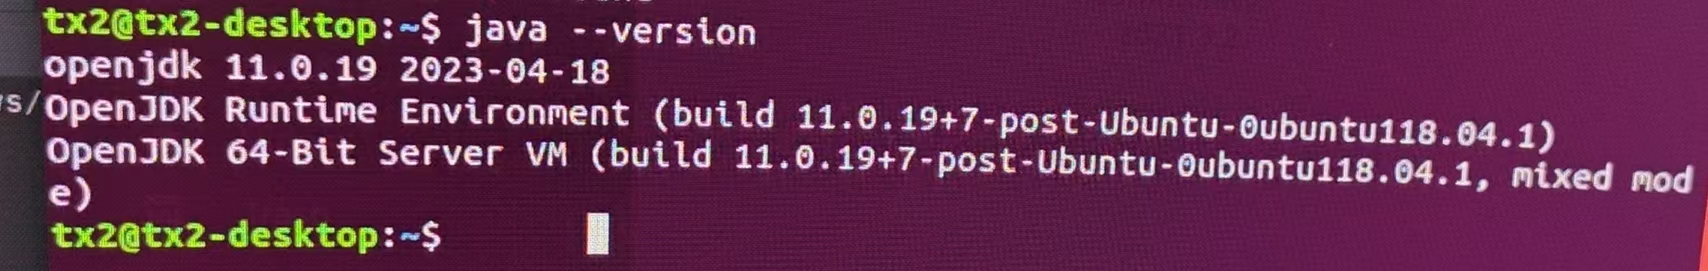 tx2@tx2-desktop:~$ java --version
openjdk 11.0.19 2023-04-18
s/
OpenJDK Runtime Environment (build 11.0.19+7-post-Ubuntu-0ubuntu118.04.1)
OpenJDK 64-Bit Server VM (build 11.0.19+7-post-Ubuntu-0ubuntu118.04.1, mixed mod
e)
tx2@tx2-desktop:~$